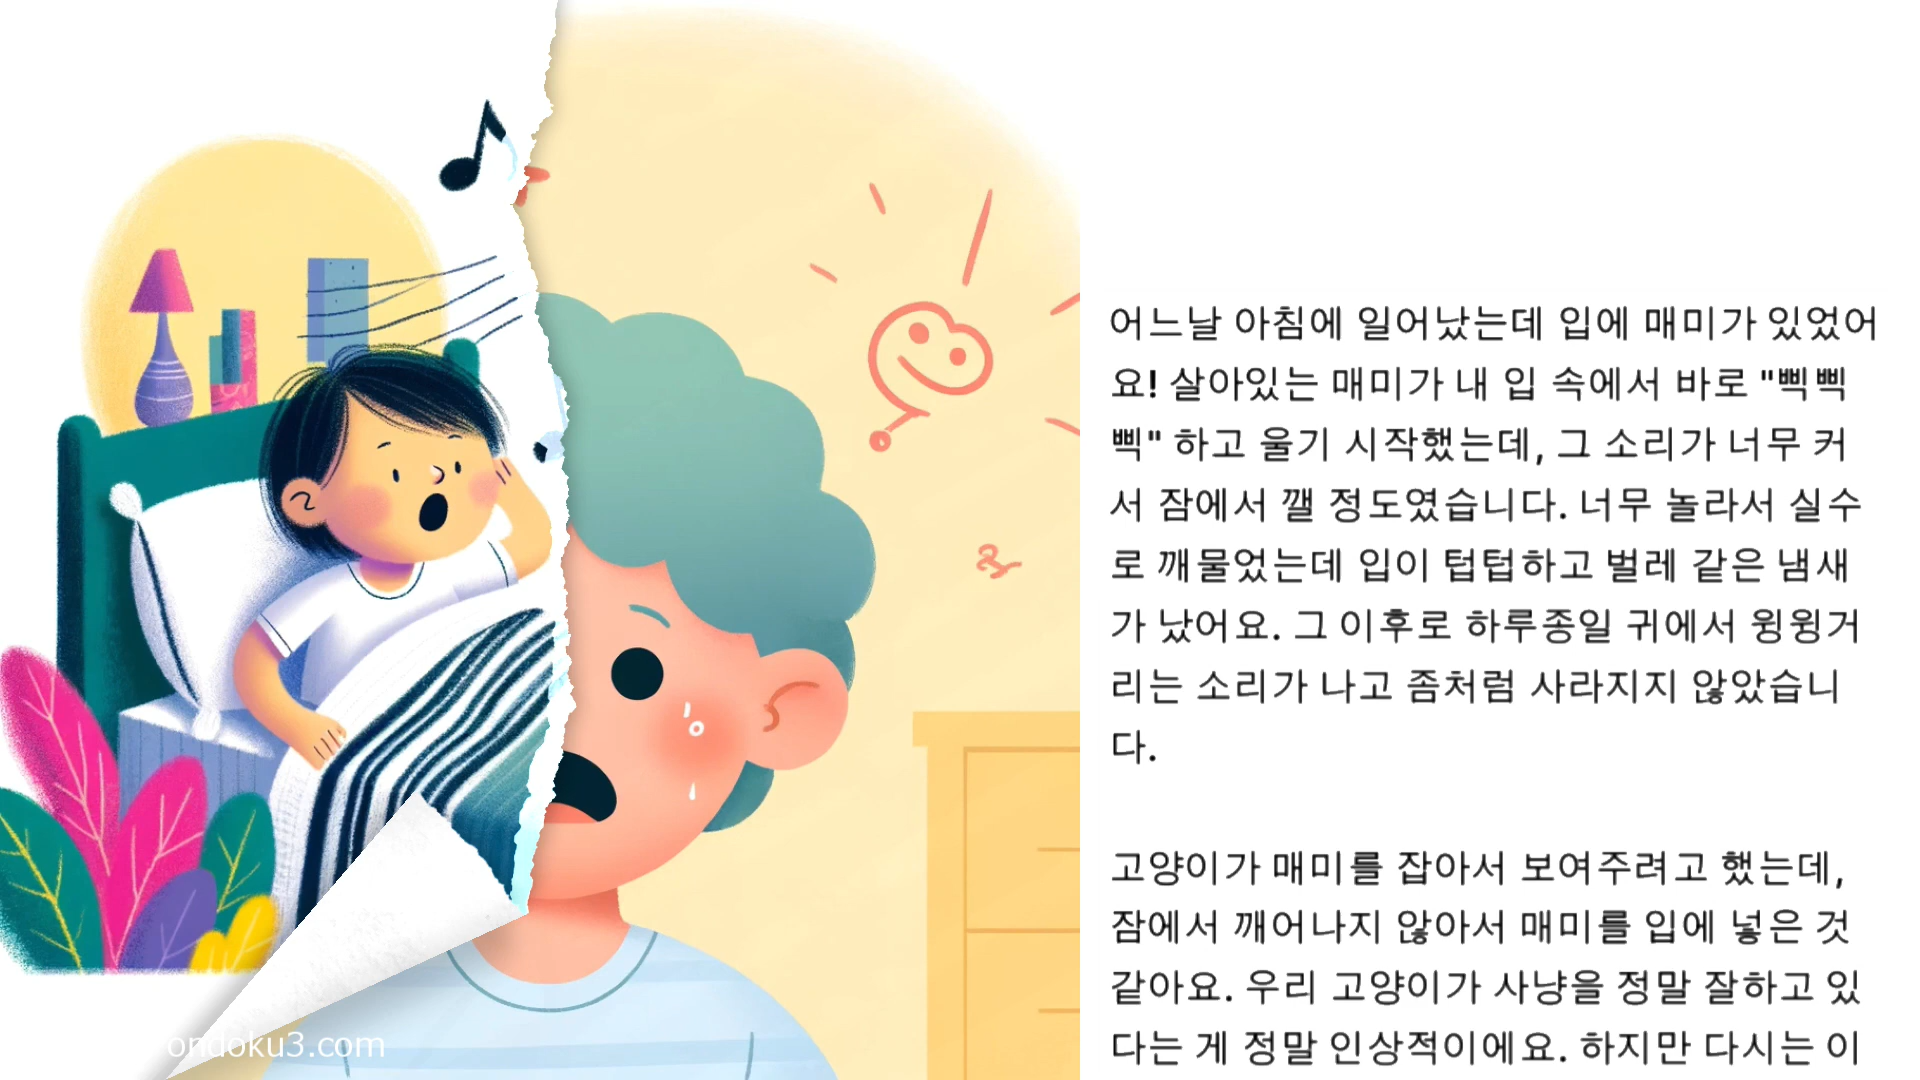 어느날 아침에 일어났는데 입에 매미가 있었어
요! 살아있는 매미가 내 입 속에서 바로 "삑삑
삑" 하고 울기 시작했는데, 그 소리가 너무 커
서 잠에서 깰 정도였습니다. 너무 놀라서 실수
로 깨물었는데 입이 텁텁하고 벌레 같은 냄새
가 났어요. 그 이후로 하루종일 귀에서 윙윙거
리는 소리가 나고 좀처럼 사라지지 않았습니
다.
고양이가 매미를 잡아서 보여주려고 했는데,
잠에서 깨어나지 않아서 매미를 입에 넣은 것
같아요. 우리 고양이가 사냥을 정말 잘하고 있
다는 게 정말 인상적이에요. 하지만 다시는 이
ondoku3.com